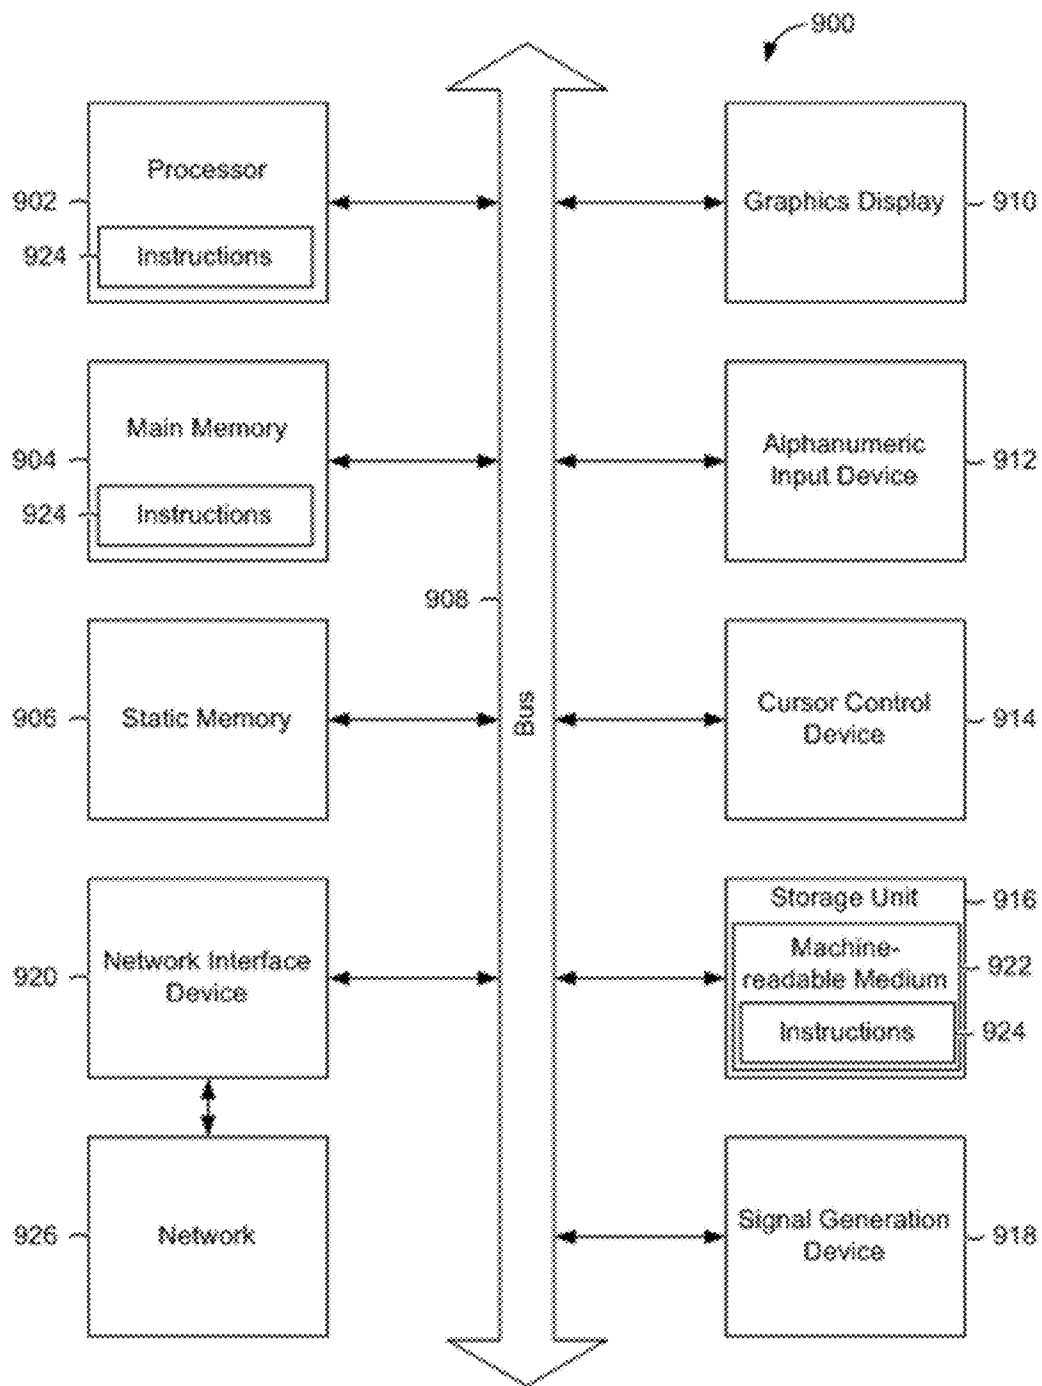 900
Processor
902
924
Instructions
Graphics Display
910
Main Memory
904
924
Instructions
Alphanumeric
Input Device
912
908
Static Memory
906
Bus
Cursor Control
Device
914
Network Interface
Device
920
Storage Unit
916
Machine-
readable Medium
922
Instructions
924
Network
926
Signal Generation
Device
918